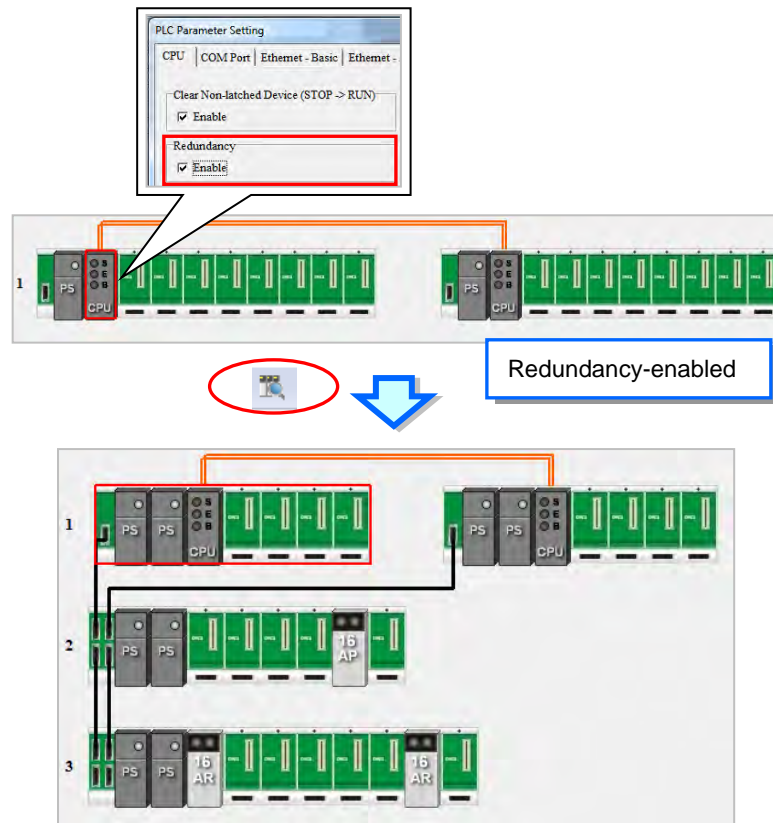 PLC Parameter Setting
CPU COM Port Ethernet - Basic Ethernet -
Clear Non-latched Device (STOP -> RUN)
Enable
Redundancy
Enable
1
PS
S
E
B
CPU
PS
S
E
B
CPU
Redundancy-enabled
1
PS PS
S
E
B
CPU
PS PS
S
E
B
CPU
2
PS PS
16
AP
3
PS PS
16
AR
16
AR